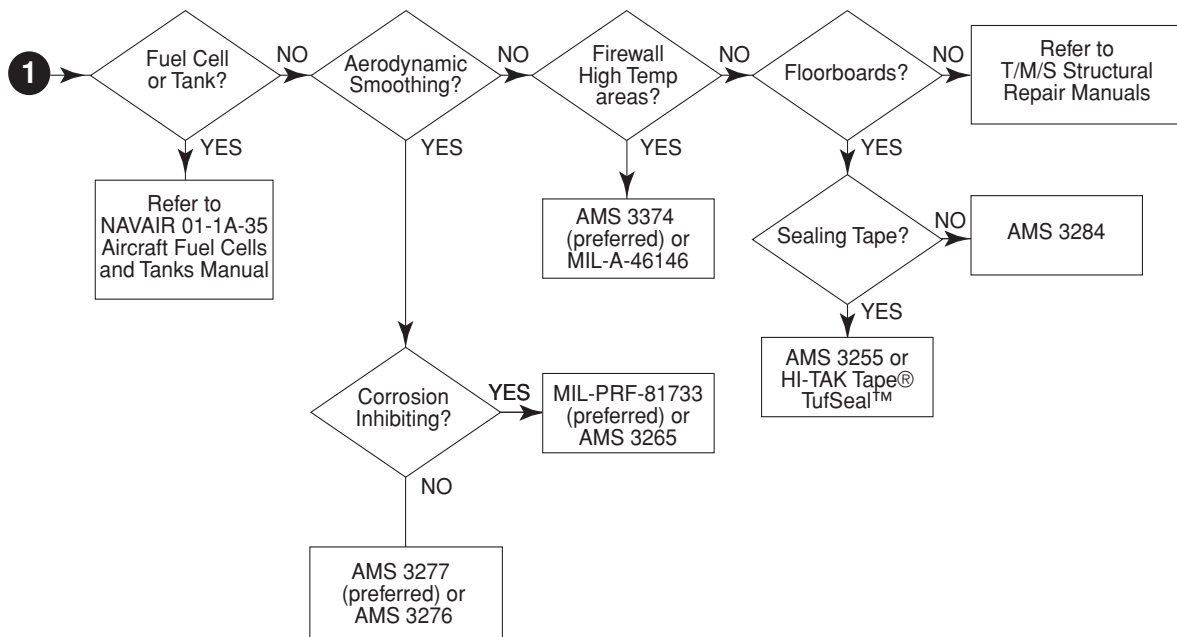 1
Fuel Cell
or Tank?
NO
Aerodynamic
Smoothing?
NO
Firewall
High Temp
areas?
NO
Floorboards?
NO
Refer to
T/M/S Structural
Repair Manuals
YES
YES
YES
YES
Refer to
NAVAIR 01-1A-35
Aircraft Fuel Cells
and Tanks Manual
AMS 3374
(preferred) or
MIL-A-46146
Sealing Tape?
NO
AMS 3284
YES
AMS 3255 or
HI-TAK Tape®
TufSeal™
Corrosion
Inhibiting?
YES
MIL-PRF-81733
(preferred) or
AMS 3265
NO
AMS 3277
(preferred) or
AMS 3276